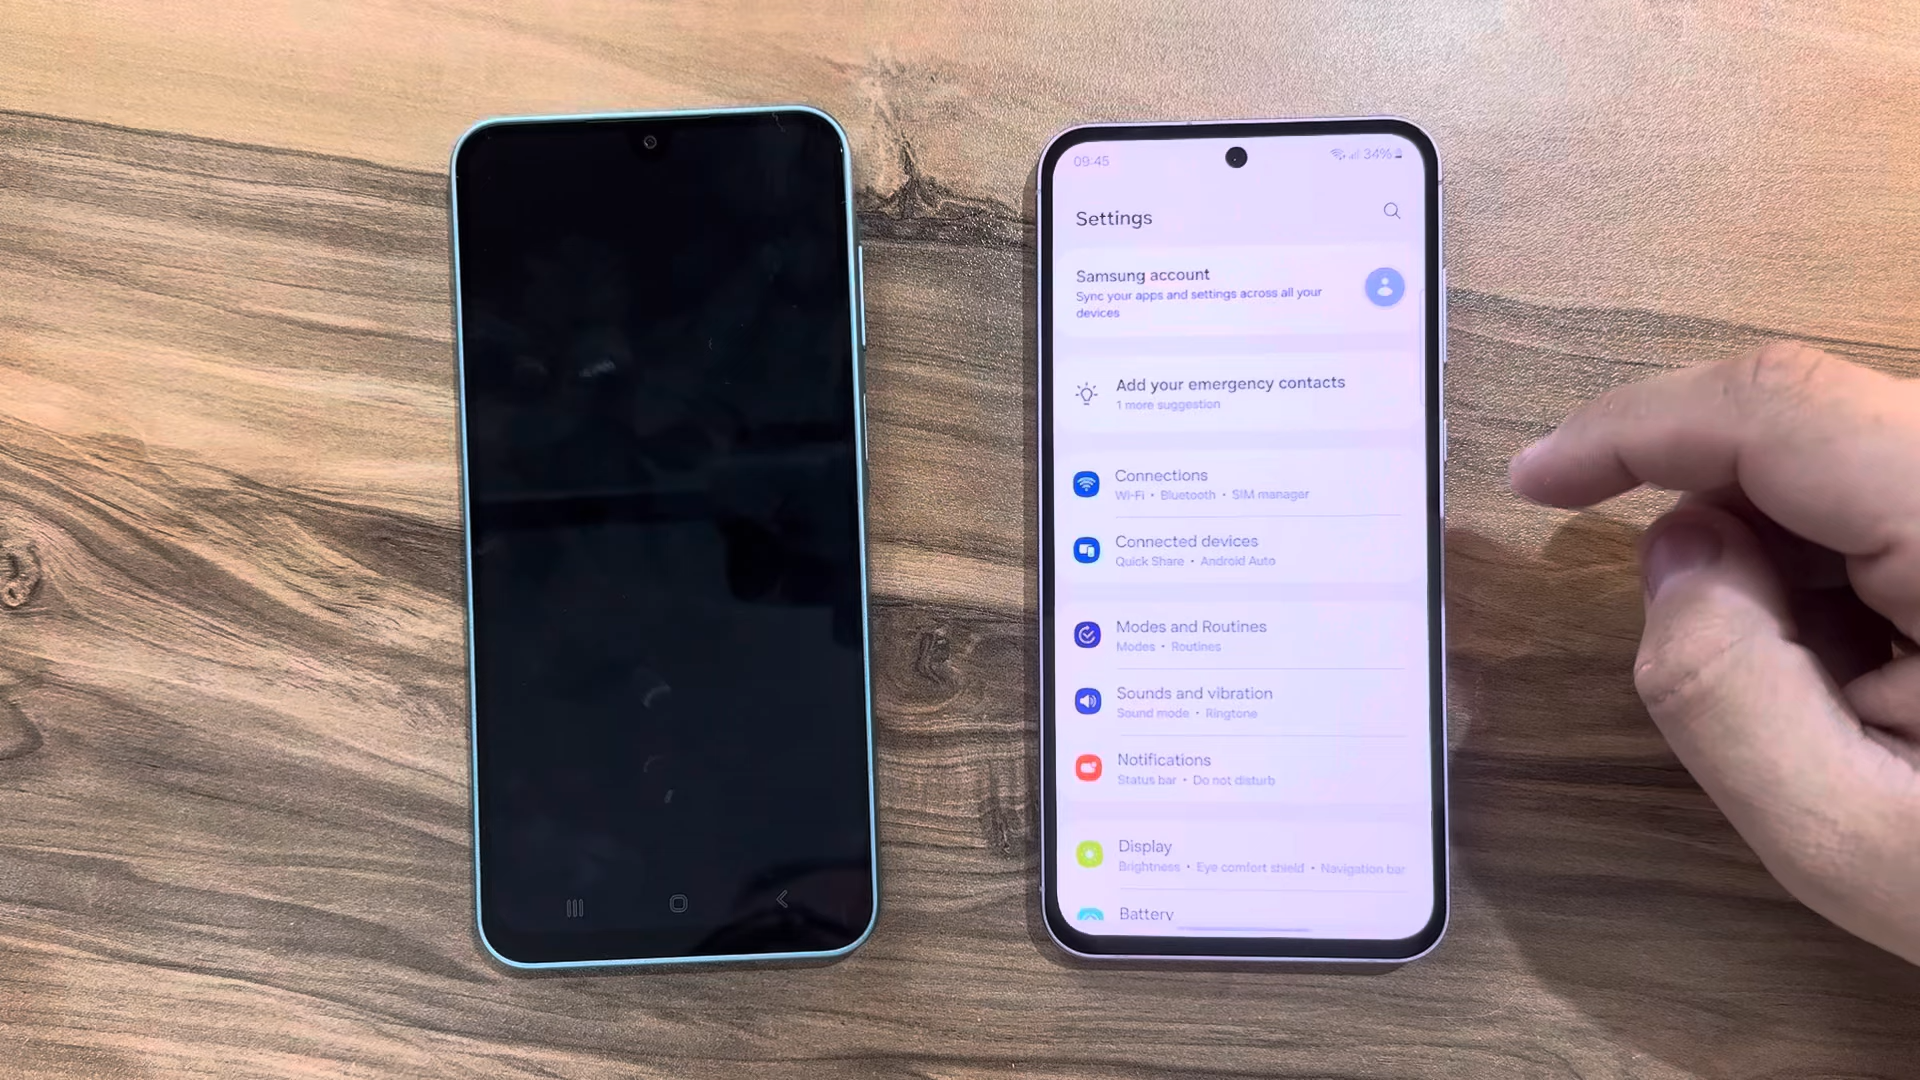 09:45
34%
Settings
Samsung account
Sync your apps and settings across all your
devices
Add your emergency contacts
1 more suggestion
Connections
Wi-Fi • Bluetooth • SIM manager
Connected devices
Quick Share • Android Auto
Modes and Routines
Modes • Routines
Sounds and vibration
Sound mode • Ringtone
Notifications
Status bar • Do not disturb
Display
Brightness • Eye comfort shield • Navigation bar
Battery